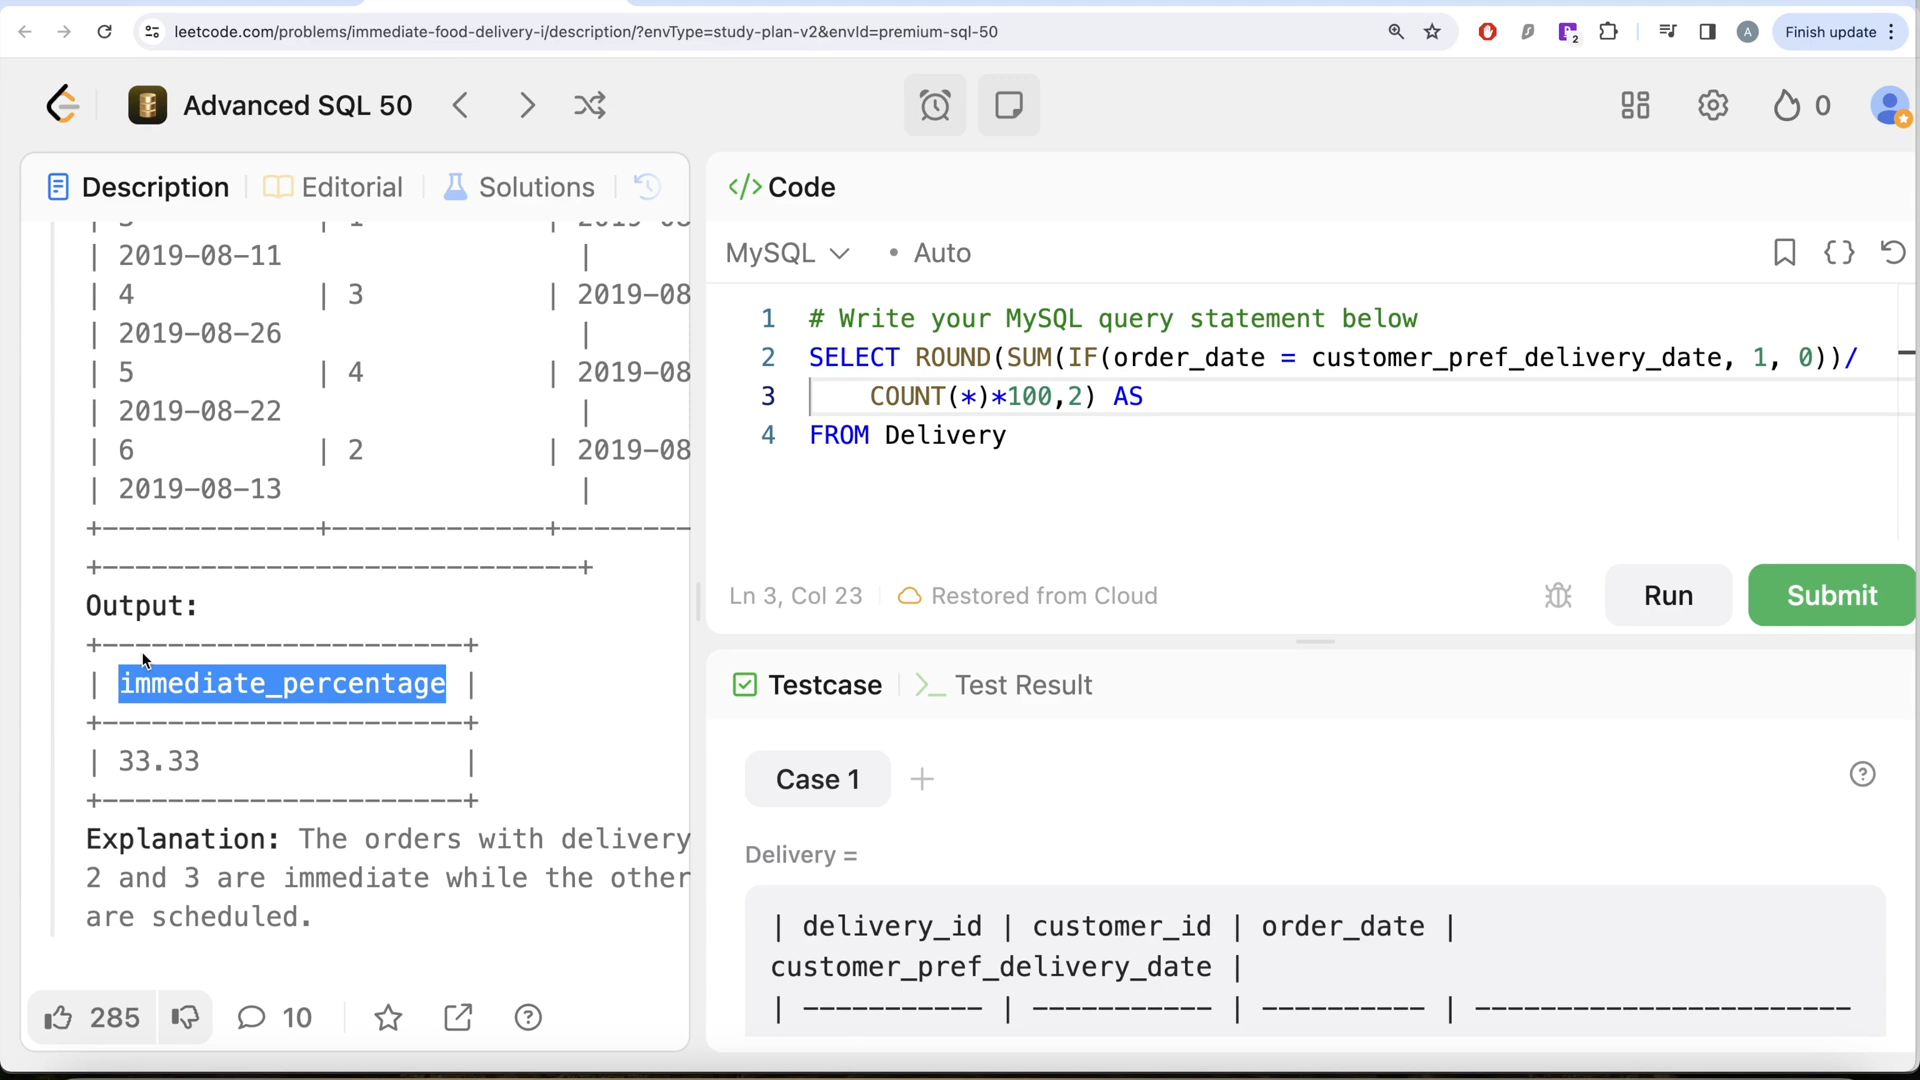 leetcode.com/problems/immediate-food-delivery-i/description/?envType=study-plan-v2&envId=premium-sql-50
2
A
Finish update
Advanced SQL 50
0
Description
Editorial
Solutions
| 2019-08-11 |
| 4 | 3 | 2019-08
| 2019-08-26 |
| 5 | 4 | 2019-08
| 2019-08-22 |
| 6 | 2 | 2019-08
| 2019-08-13 |
+-------------+-------------+--------
+------------------------------+
Output:
+----------------------+
| immediate_percentage |
+----------------------+
| 33.33 |
+----------------------+
Explanation: The orders with delivery
2 and 3 are immediate while the other
are scheduled.
285
10
</> Code
MySQL
• Auto
1 # Write your MySQL query statement below
2 SELECT ROUND(SUM(IF(order_date = customer_pref_delivery_date, 1, 0))/
3 COUNT(*)*100,2) AS
4 FROM Delivery
Ln 3, Col 23
Restored from Cloud
Run
Submit
Testcase
>_ Test Result
Case 1
+
Delivery =
| delivery_id | customer_id | order_date |
customer_pref_delivery_date |
| ----------- | ----------- | ---------- | -----------------------